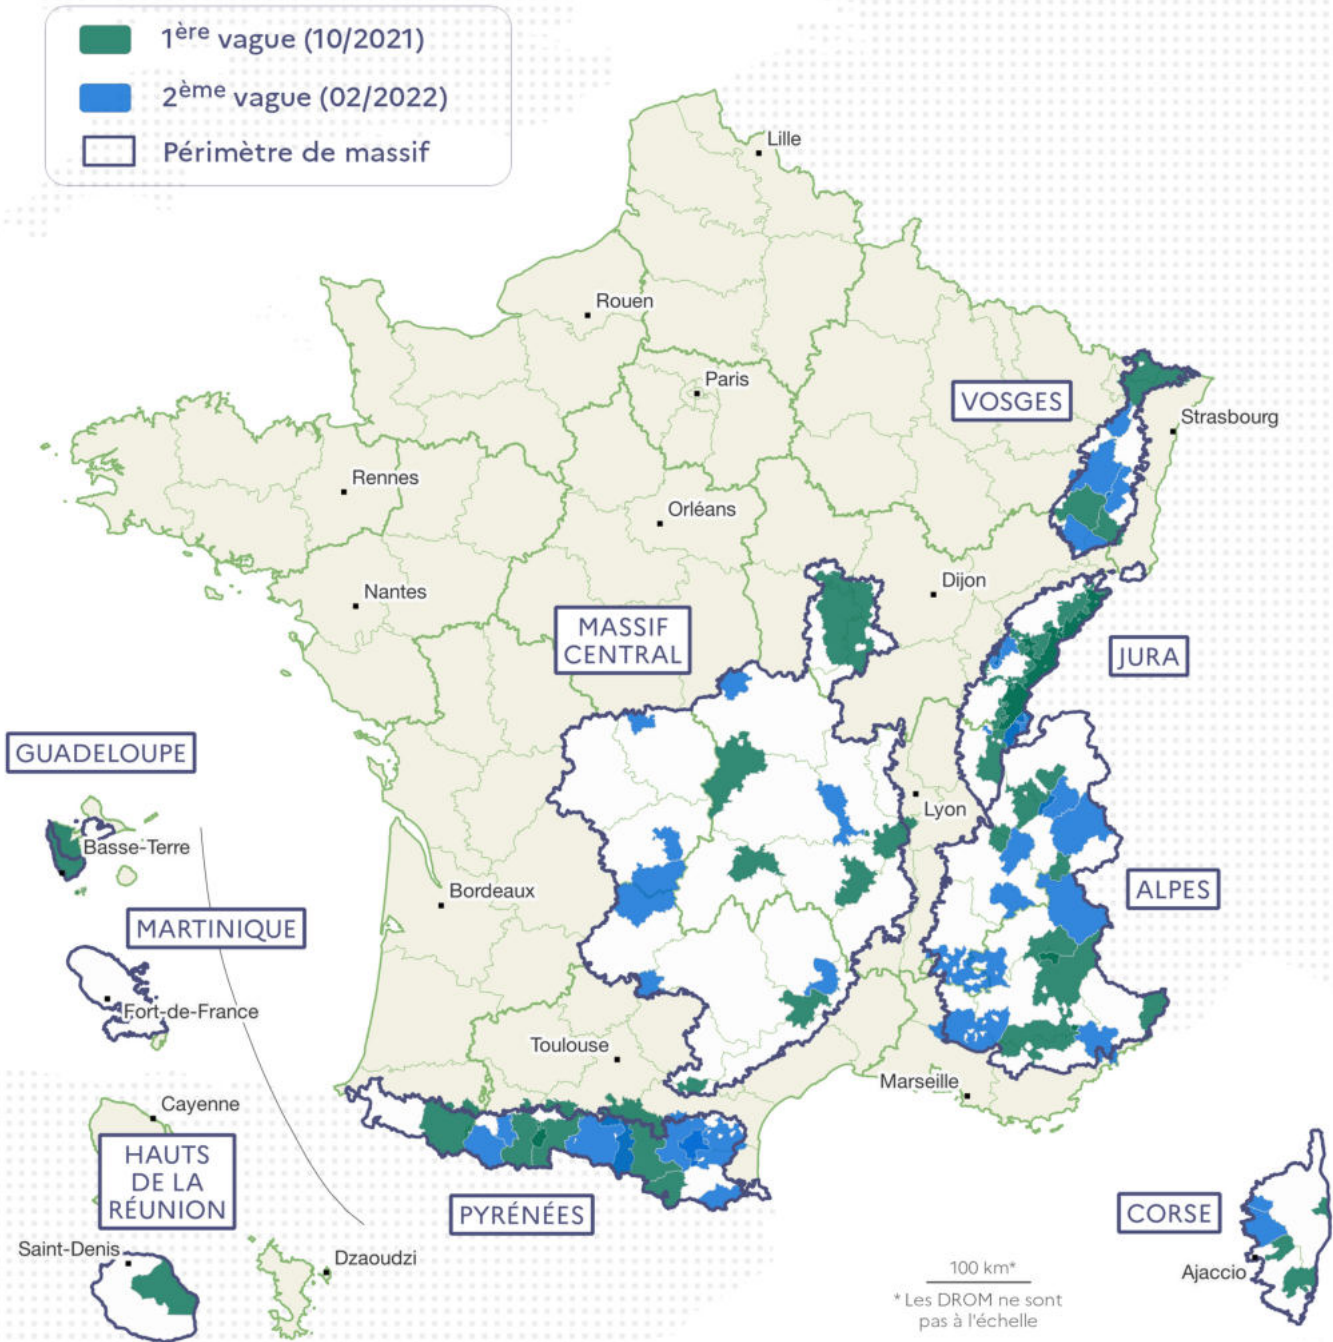 1ère vague (10/2021)
2ème vague (02/2022)
Périmètre de massif
Lille
Rouen
Paris
VOSGES
Strasbourg
Rennes
Orléans
Dijon
Nantes
MASSIF
CENTRAL
JURA
GUADELOUPE
Basse-Terre
Lyon
Bordeaux
ALPES
MARTINIQUE
Fort-de-France
Toulouse
Marseille
Cayenne
HAUTS
DE LA
RÉUNION
PYRÉNÉES
CORSE
Saint-Denis
Dzaoudzi
Ajaccio
100 km*
* Les DROM ne sont
pas à l'échelle